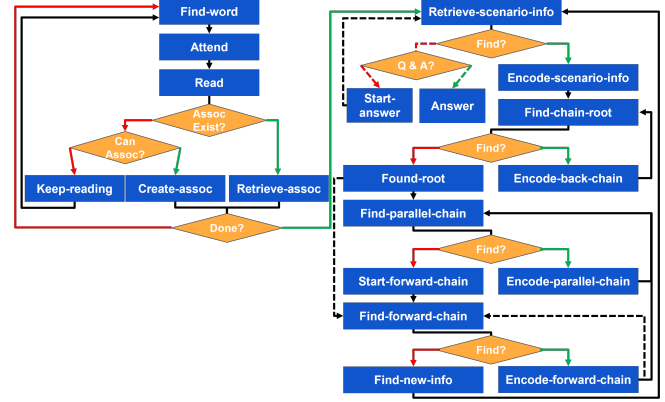 Find-word
Attend
Read
Assoc
Exist?
Can
Assoc?
Keep-reading
Create-assoc
Retrieve-assoc
Done?
Retrieve-scenario-info
Find?
Q & A?
Encode-scenario-info
Start-
answer
Answer
Find-chain-root
Find?
Found-root
Encode-back-chain
Find-parallel-chain
Find?
Start-forward-chain
Encode-parallel-chain
Find-forward-chain
Find?
Find-new-info
Encode-forward-chain